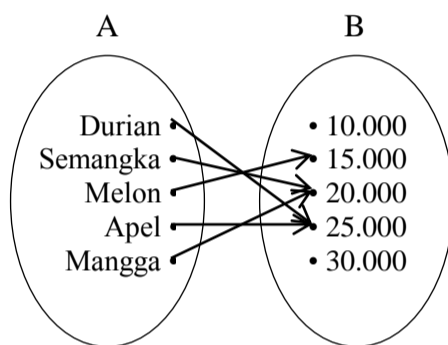 A B
Durian • • 10.000
Semangka • • 15.000
Melon • • 20.000
Apel • • 25.000
Mangga • • 30.000